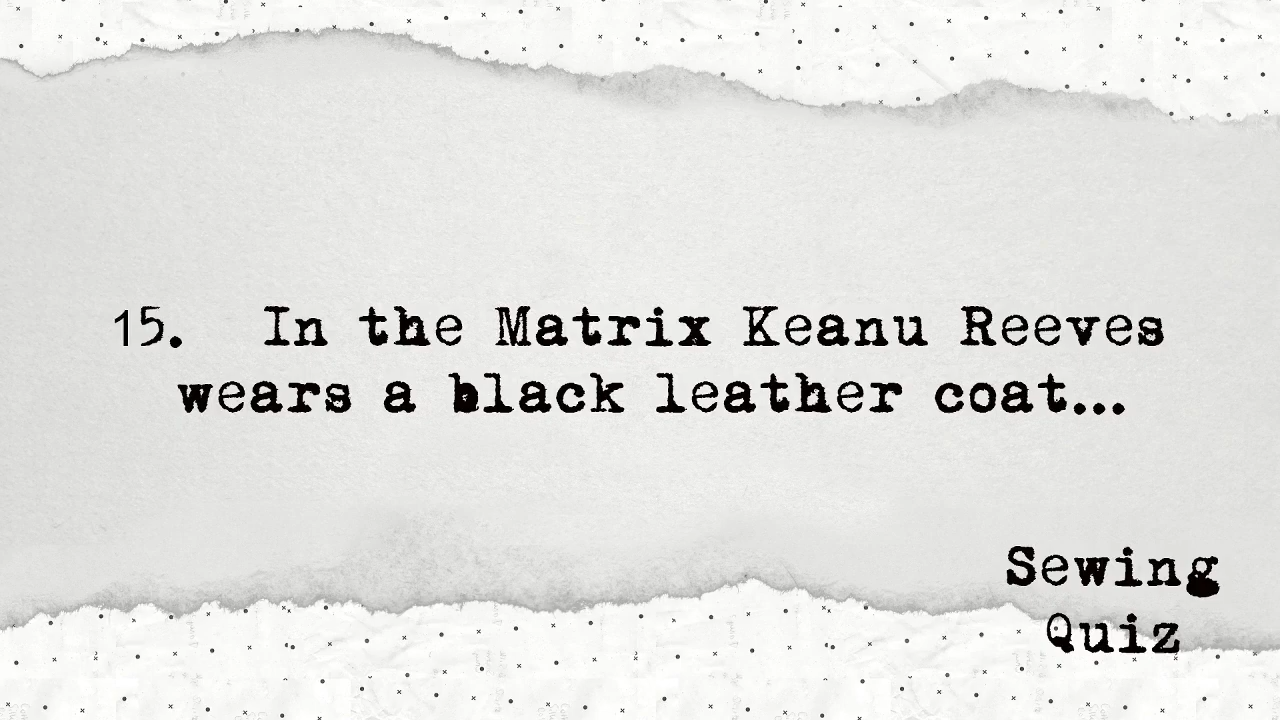 15. In the Matrix Keanu Reeves
wears a black leather coat...
Sewing
Quiz